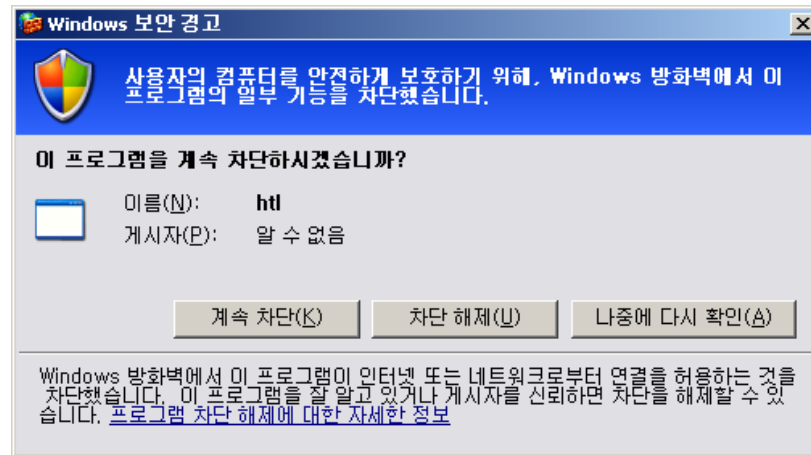 Windows 보안 경고
사용자의 컴퓨터를 안전하게 보호하기 위해, Windows 방화벽에서 이
프로그램의 일부 기능을 차단했습니다.
이 프로그램을 계속 차단하시겠습니까?
이름(N): htl
게시자(P): 알 수 없음
계속 차단(K) 차단 해제(U) 나중에 다시 확인(A)
Windows 방화벽에서 이 프로그램이 인터넷 또는 네트워크로부터 연결을 허용하는 것을
차단했습니다. 이 프로그램을 잘 알고 있거나 게시자를 신뢰하면 차단을 해제할 수 있
습니다. 프로그램 차단 해제에 대한 자세한 정보